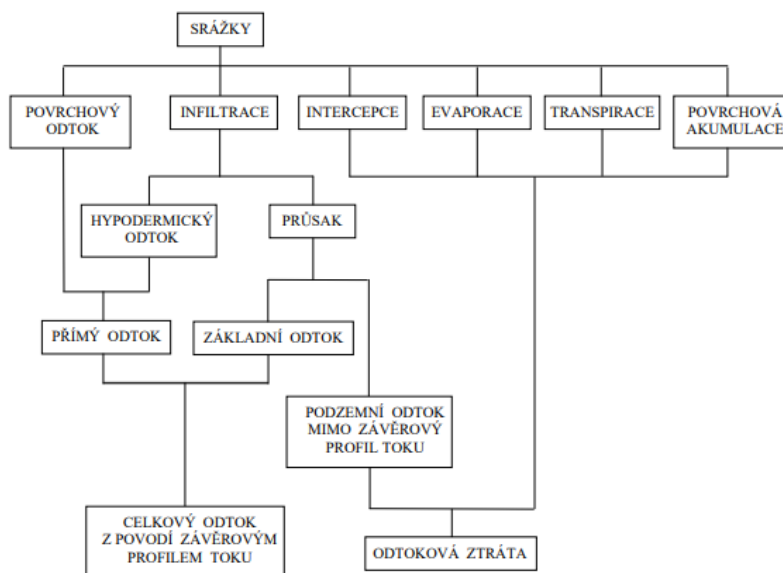 SRÁŽKY
POVRCHOVÝ
ODTOK
INFILTRACE
INTERCEPCE
EVAPORACE
TRANSPIRACE
POVRCHOVÁ
AKUMULACE
HYPODERMICKÝ
ODTOK
PRŮSAK
PŘÍMÝ ODTOK
ZÁKLADNÍ ODTOK
PODZEMNÍ ODTOK
MIMO ZÁVĚROVÝ
PROFIL TOKU
CELKOVÝ ODTOK
Z POVODÍ ZÁVĚROVÝM
PROFILEM TOKU
ODTOKOVÁ ZTRÁTA